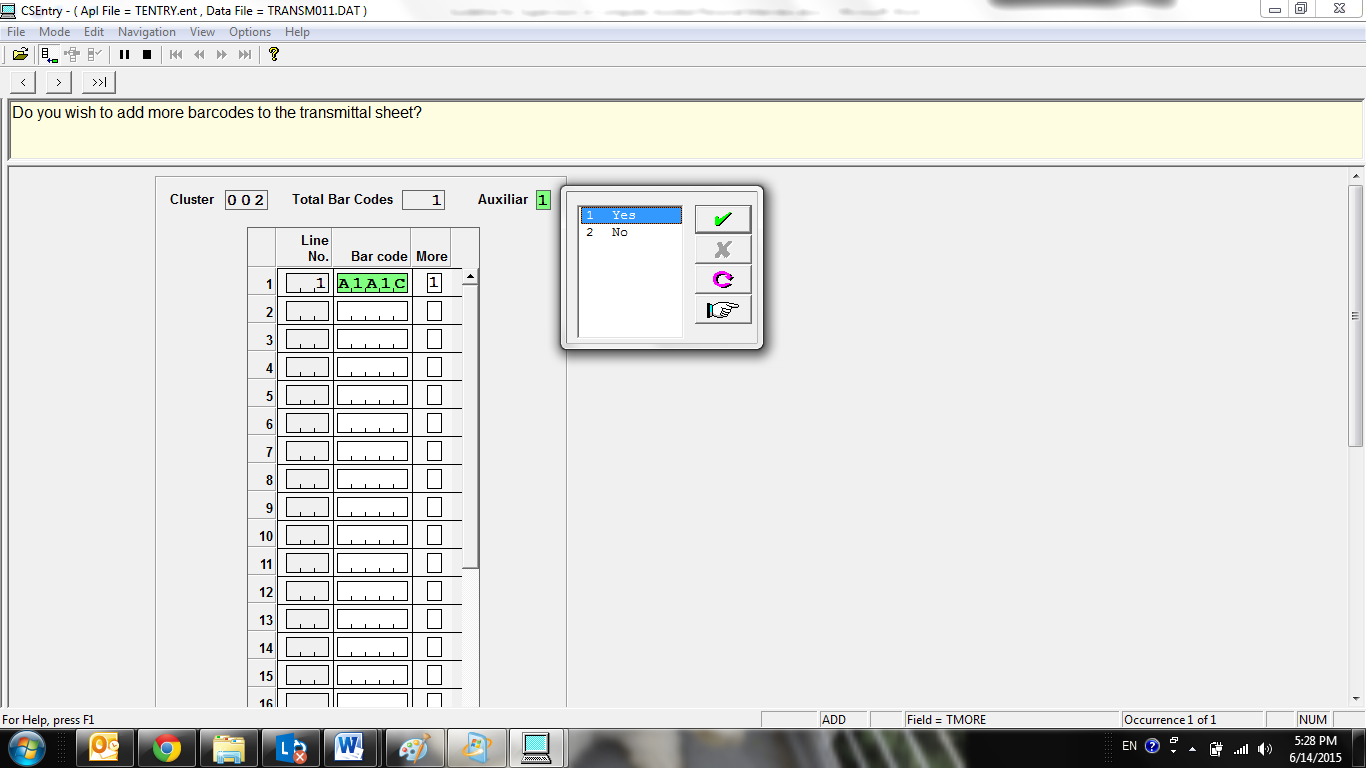 CSEntry - ( Apl File = TENTRY.ent , Data File = TRANSM011.DAT )
File Mode Edit Navigation View Options Help
< > >>I
Do you wish to add more barcodes to the transmittal sheet?
Cluster 0 0 2 Total Bar Codes 1 Auxiliar 1
1 Yes
2 No
Line No. Bar code More
1 1 A1A1C 1
2
3
4
5
6
7
8
9
10
11
12
13
14
15
16
For Help, press F1 ADD Field = TMORE Occurrence 1 of 1 NUM
EN 5:28 PM
6/14/2015